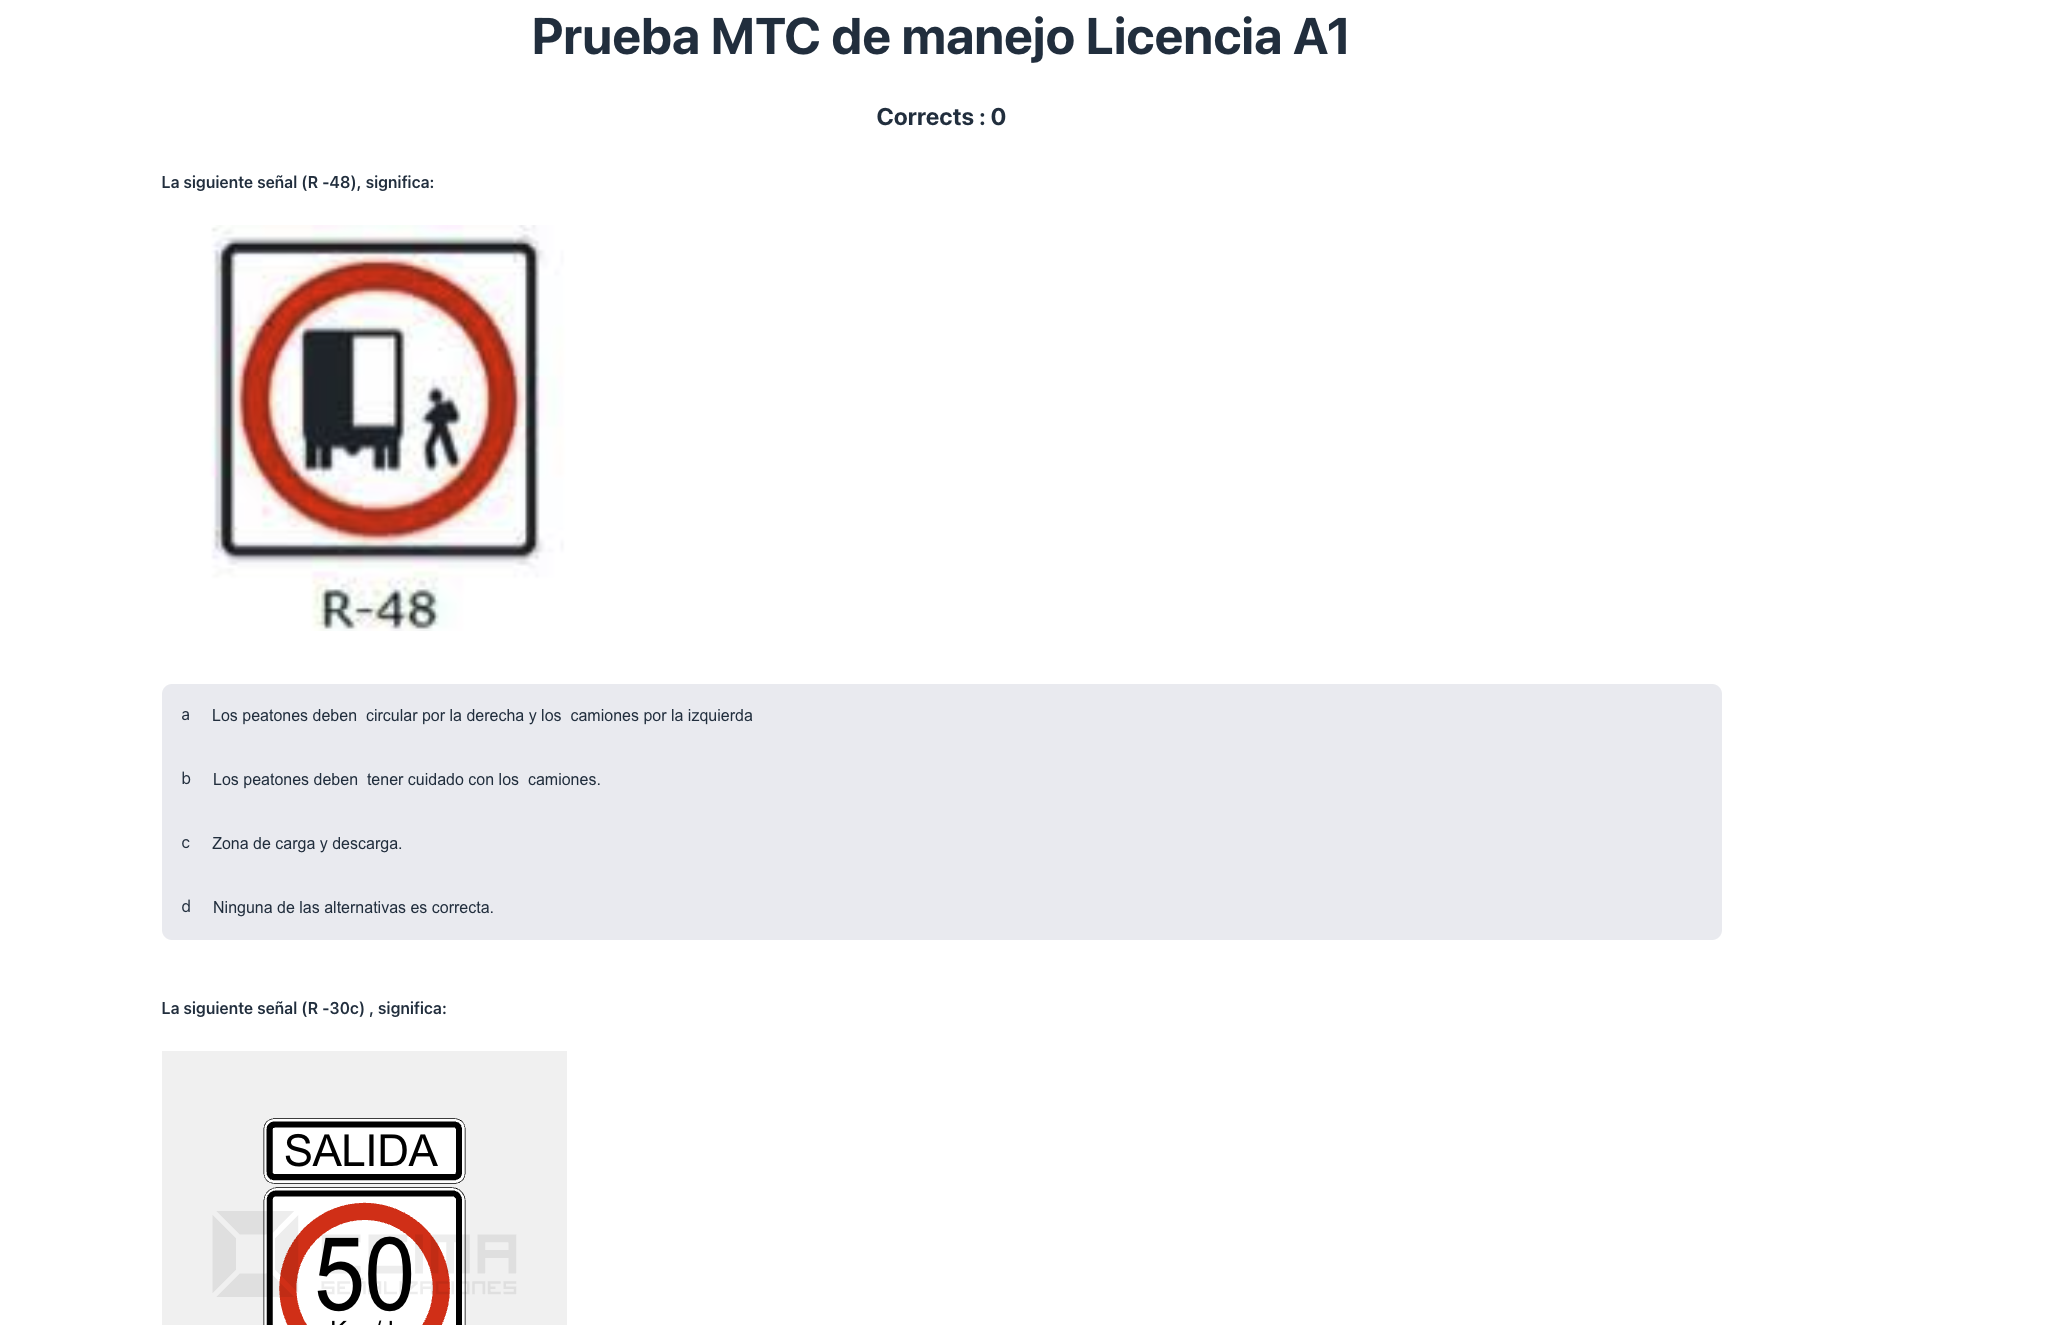 Prueba MTC de manejo Licencia A1
Corrects : 0
La siguiente señal (R -48), significa:
R-48
a Los peatones deben  circular por la derecha y los  camiones por la izquierda
b Los peatones deben  tener cuidado con los  camiones.
c Zona de carga y descarga.
d Ninguna de las alternativas es correcta.
La siguiente señal (R -30c) , significa:
SALIDA
50